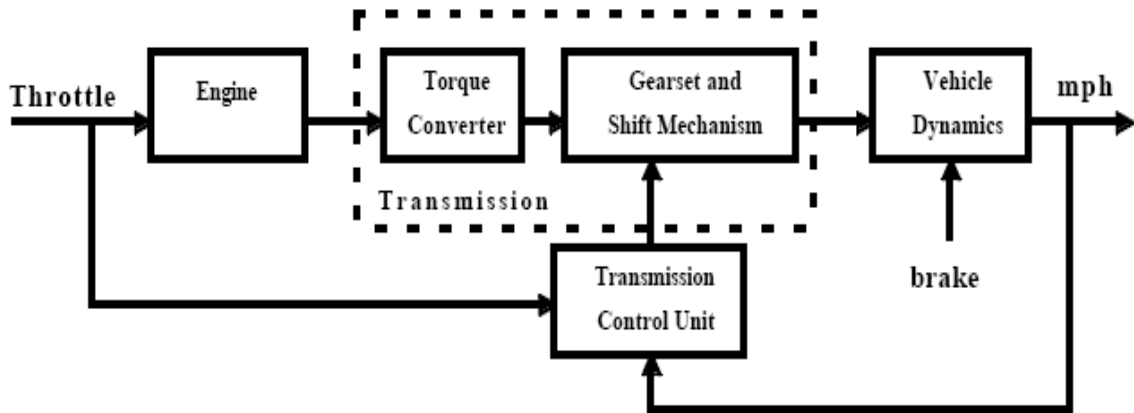 Throttle
Engine
Torque
Converter
Gearset and
Shift Mechanism
Transmission
Vehicle
Dynamics
mph
brake
Transmission
Control Unit